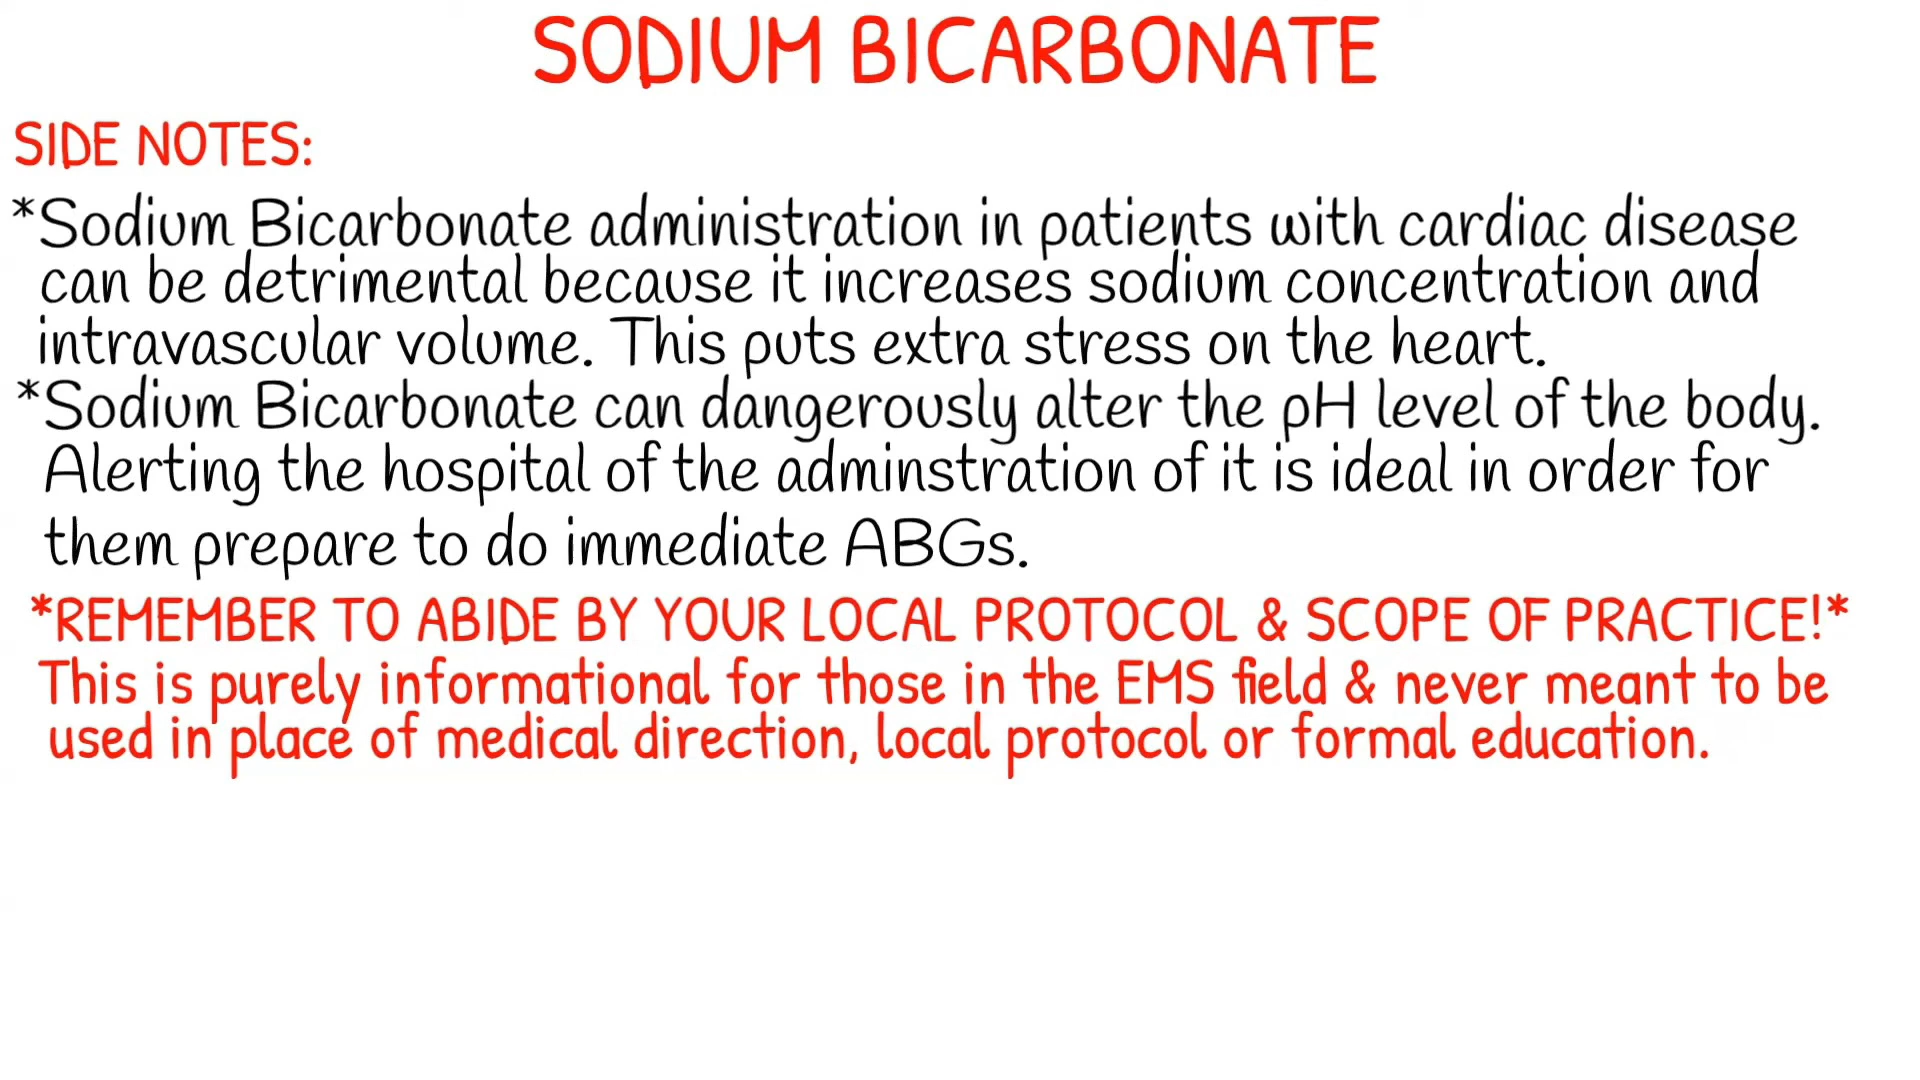 SODIUM BICARBONATE
SIDE NOTES:
*Sodium Bicarbonate administration in patients with cardiac disease
can be detrimental because it increases sodium concentration and
intravascular volume. This puts extra stress on the heart.
*Sodium Bicarbonate can dangerously alter the pH level of the body.
Alerting the hospital of the adminstration of it is ideal in order for
them prepare to do immediate ABGs.
*REMEMBER TO ABIDE BY YOUR LOCAL PROTOCOL & SCOPE OF PRACTICE!*
This is purely informational for those in the EMS field & never meant to be
used in place of medical direction, local protocol or formal education.